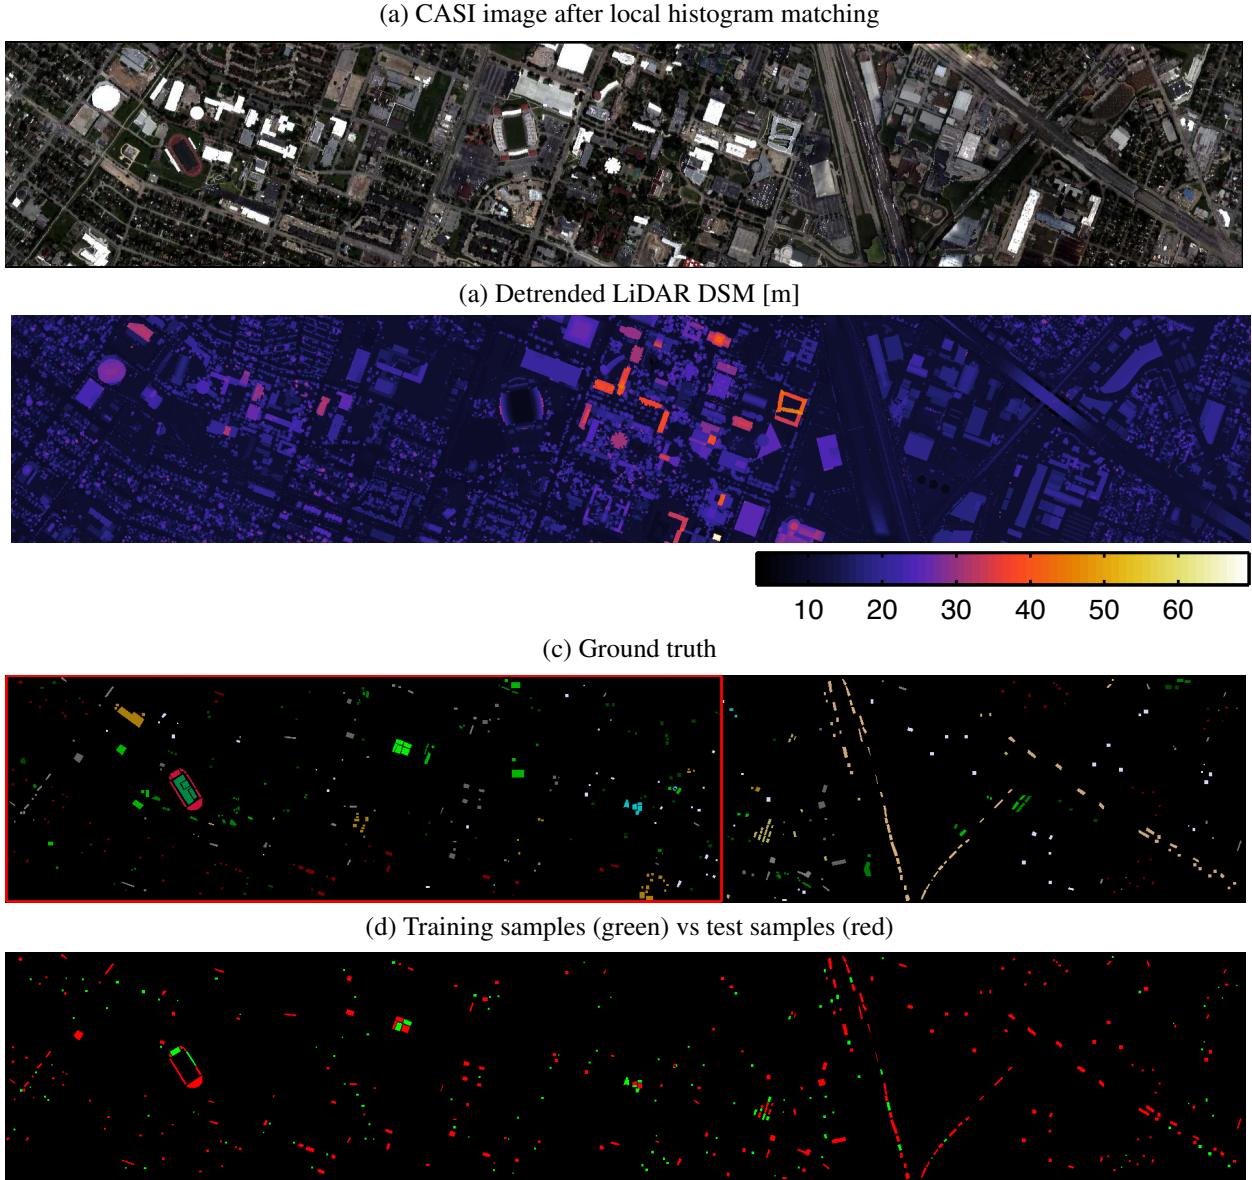 (a) CASI image after local histogram matching
(a) Detrended LiDAR DSM [m]
10 20 30 40 50 60
(c) Ground truth
(d) Training samples (green) vs test samples (red)